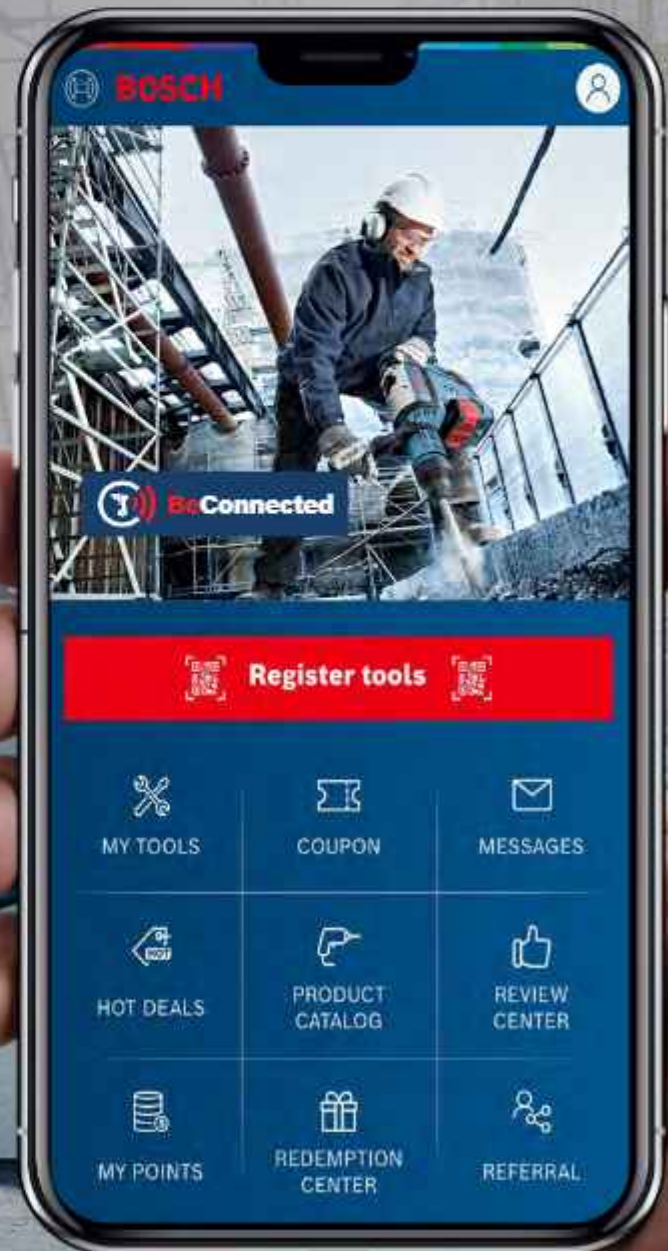 BOSCH
BeConnected
Register tools
MY TOOLS
COUPON
MESSAGES
HOT
HOT DEALS
PRODUCT
CATALOG
REVIEW
CENTER
MY POINTS
REDEMPTION
CENTER
REFERRAL